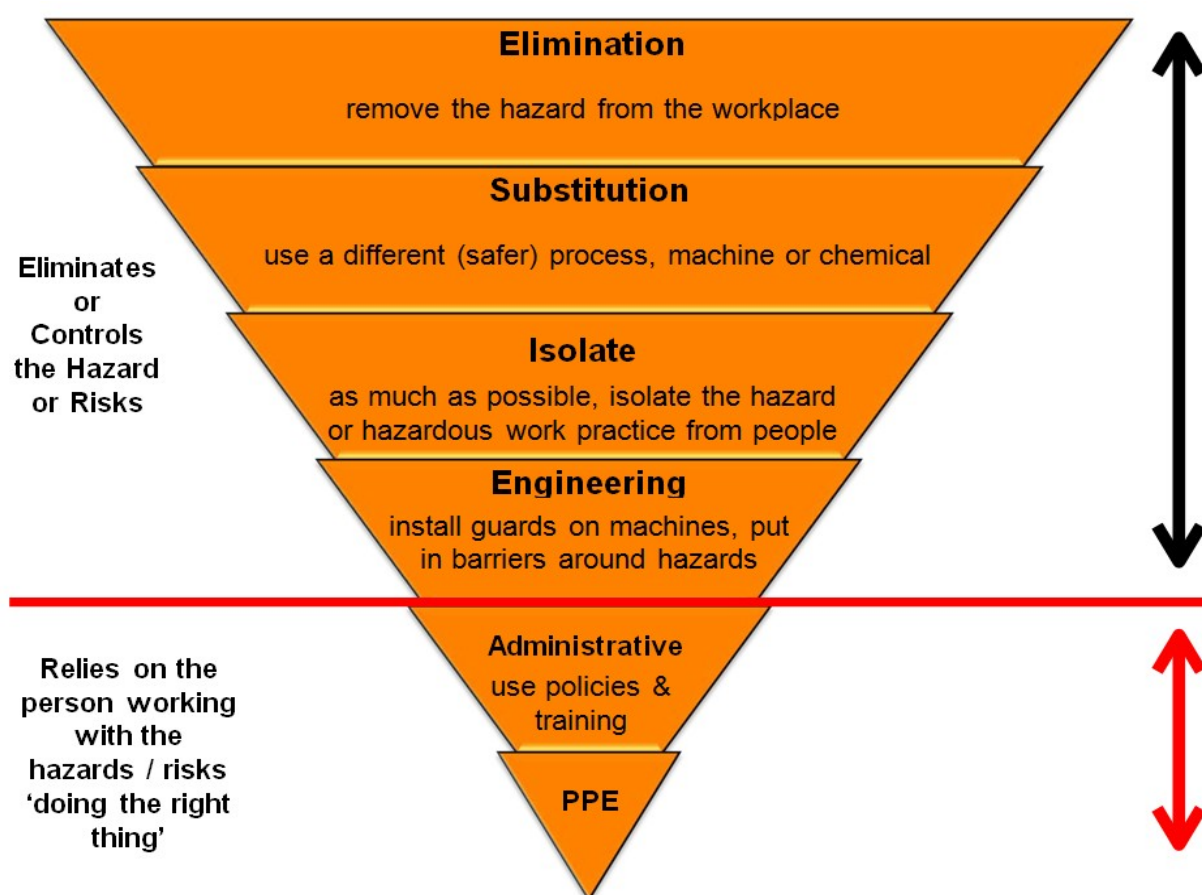 Elimination
remove the hazard from the workplace
Substitution
use a different (safer) process, machine or chemical
Eliminates
or
Controls
the Hazard
or Risks
Isolate
as much as possible, isolate the hazard
or hazardous work practice from people
Engineering
install guards on machines, put
in barriers around hazards
Administrative
use policies &
training
PPE
Relies on the
person working
with the
hazards / risks
‘doing the right
thing’